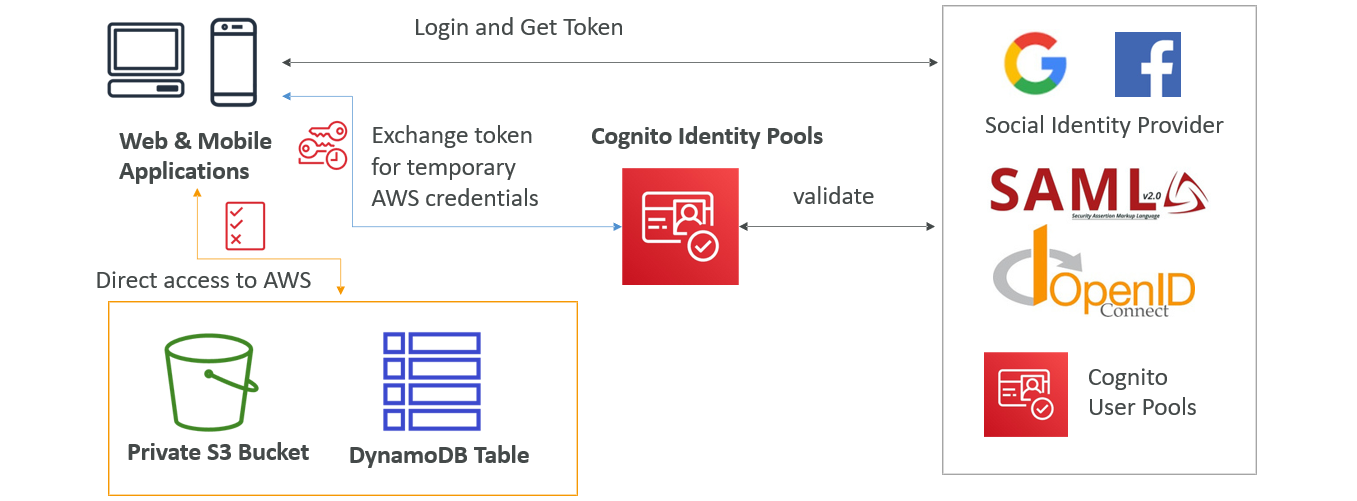 Login and Get Token
Web & Mobile
Applications
Exchange token
for temporary
AWS credentials
Cognito Identity Pools
validate
Social Identity Provider
SAML v2.0
Security Assertion Markup Language
OpenID
Connect
Cognito
User Pools
Direct access to AWS
Private S3 Bucket
DynamoDB Table